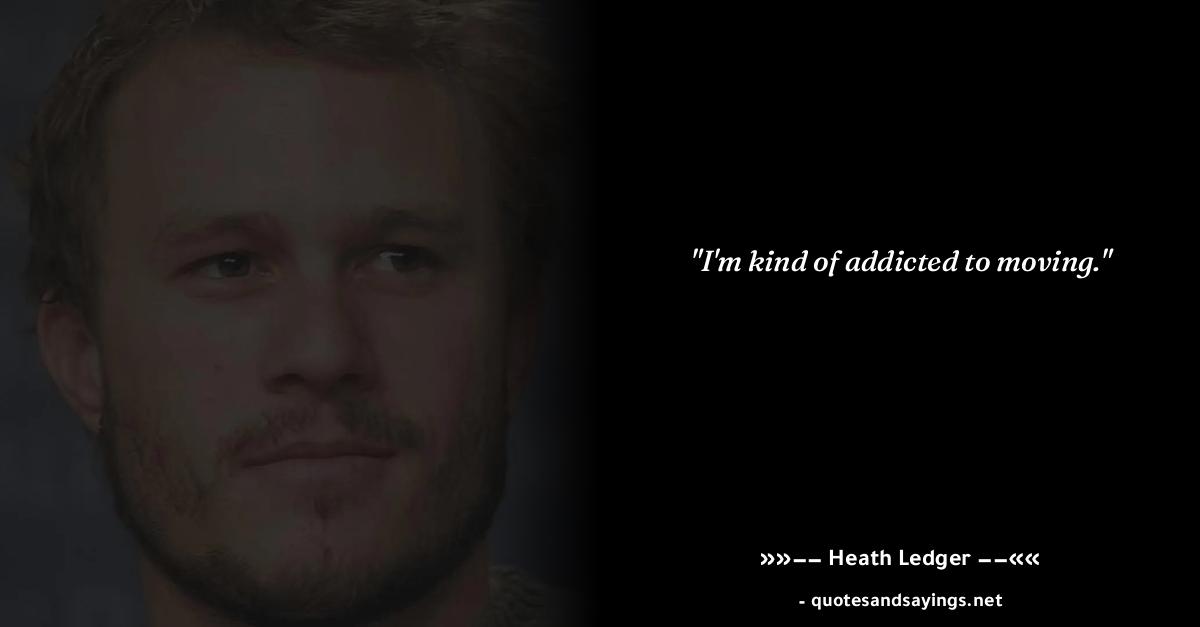 "I'm kind of addicted to moving."
»»–– Heath Ledger ––««
- quotesandsayings.net